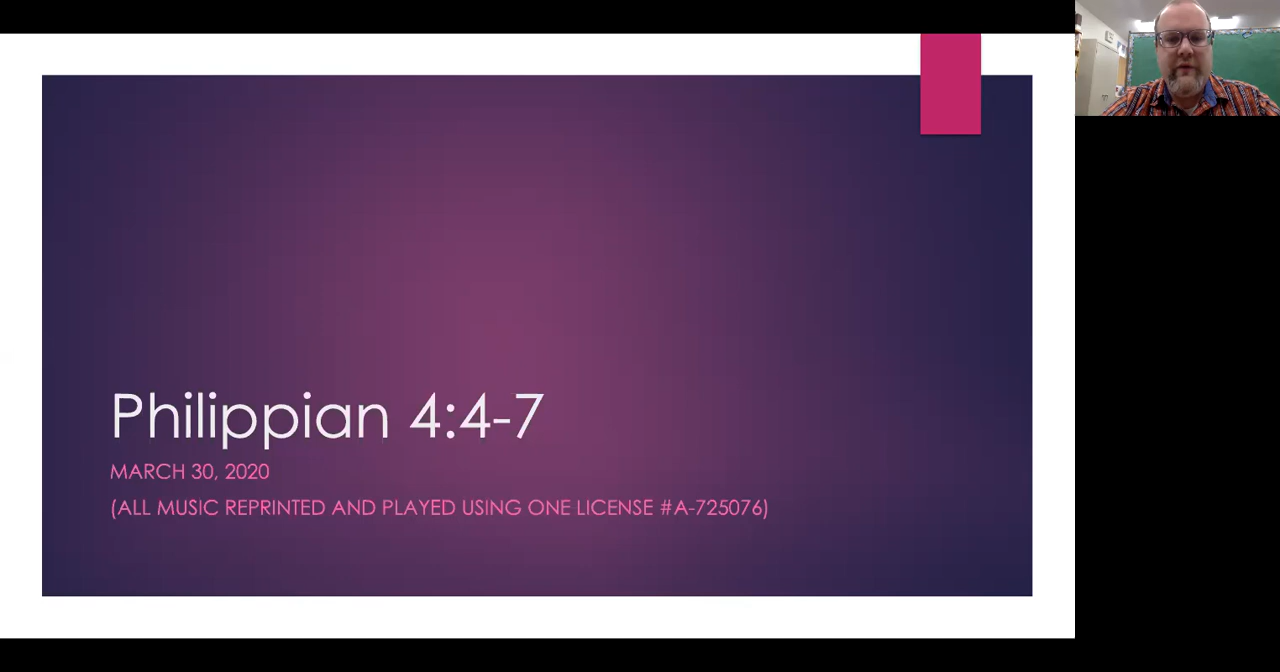 Philippian 4:4-7
MARCH 30, 2020
(ALL MUSIC REPRINTED AND PLAYED USING ONE LICENSE #A-725076)